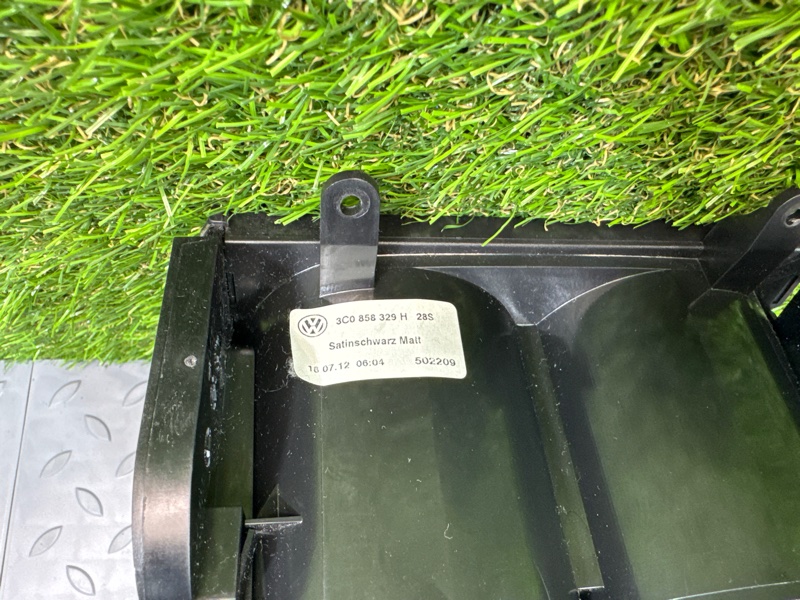 3C0 858 329 H 28S
Satinschwarz Matt
18.07.12 06:04 502209